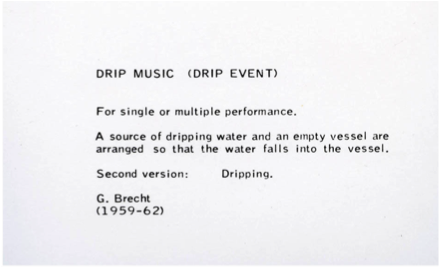 DRIP MUSIC (DRIP EVENT)
For single or multiple performance.
A source of dripping water and an empty vessel are
arranged so that the water falls into the vessel.
Second version: Dripping.
G. Brecht
(1959-62)